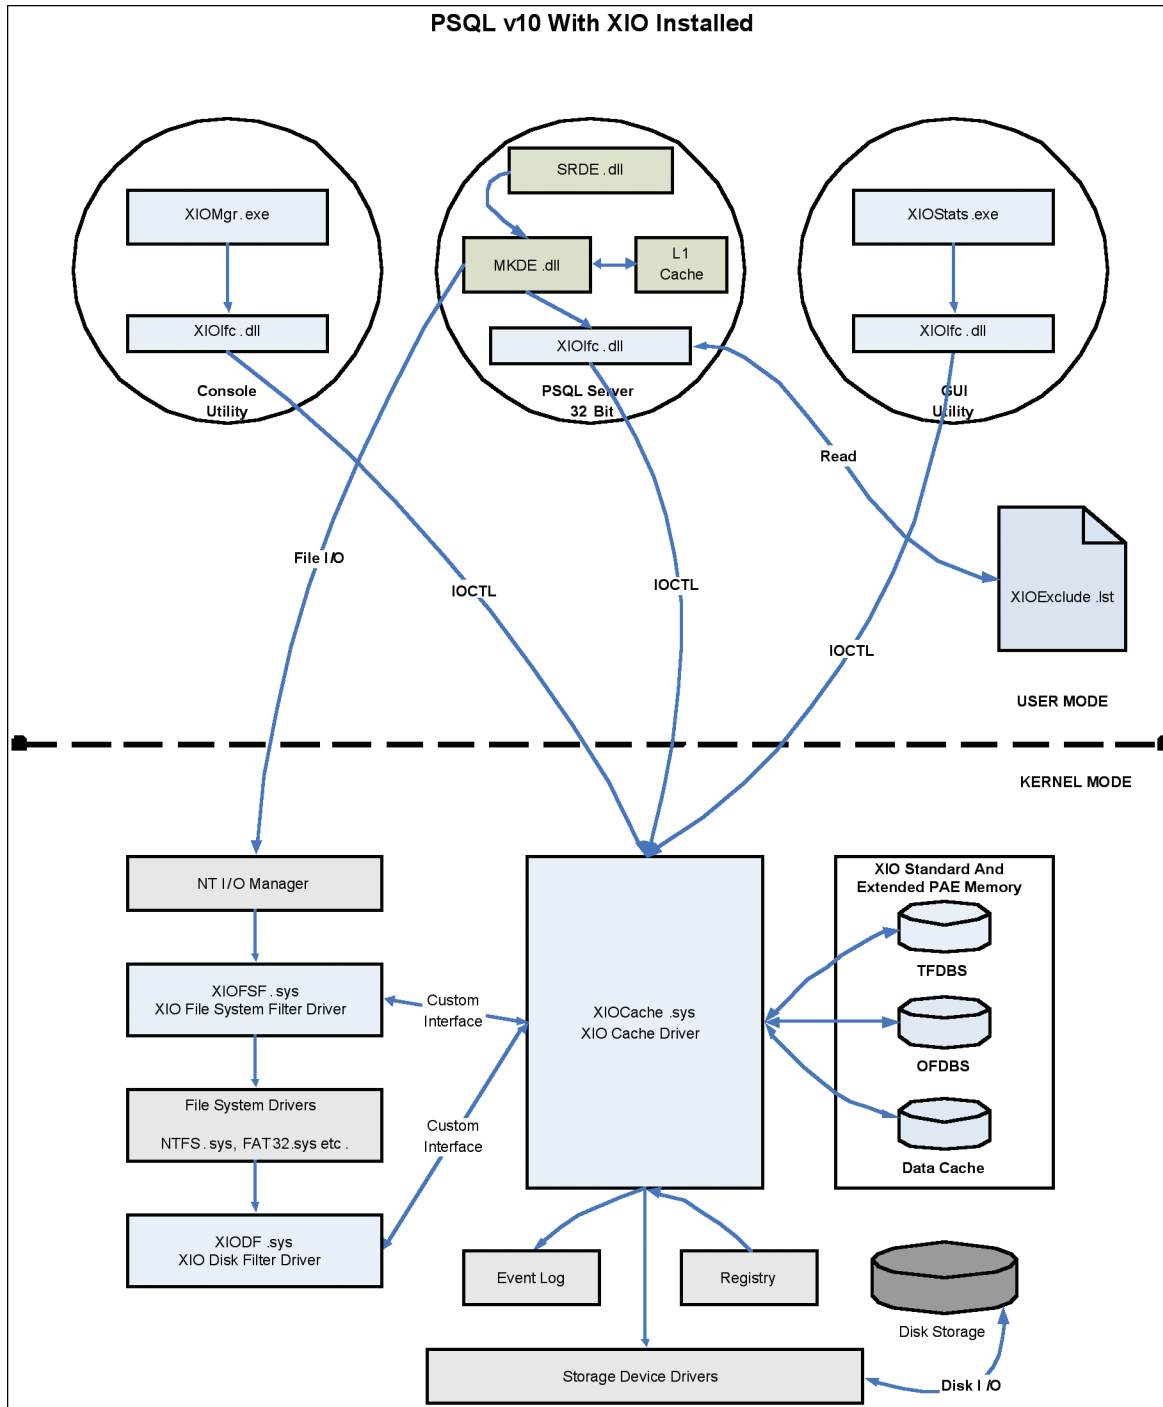 PSQL v10 With XIO Installed
SRDE .dll
XIOMgr.exe
XIOStats.exe
MKDE .dll
L1
Cache
XIOIfc.dll
XIOIfc.dll
XIOIfc.dll
Console
Utility
PSQL Server
32 Bit
GUI
Utility
Read
File I/O
IOCTL
IOCTL
XIOExclude .lst
IOCTL
USER MODE
KERNEL MODE
NT I/O Manager
XIO Standard And
Extended PAE Memory
TFDBS
XIOFSF.sys
XIO File System Filter Driver
Custom
Interface
XIOCache .sys
XIO Cache Driver
OFDBS
File System Drivers
NTFS.sys, FAT32.sys etc.
Custom
Interface
Data Cache
XIODF.sys
XIO Disk Filter Driver
Event Log
Registry
Disk Storage
Storage Device Drivers
Disk I/O